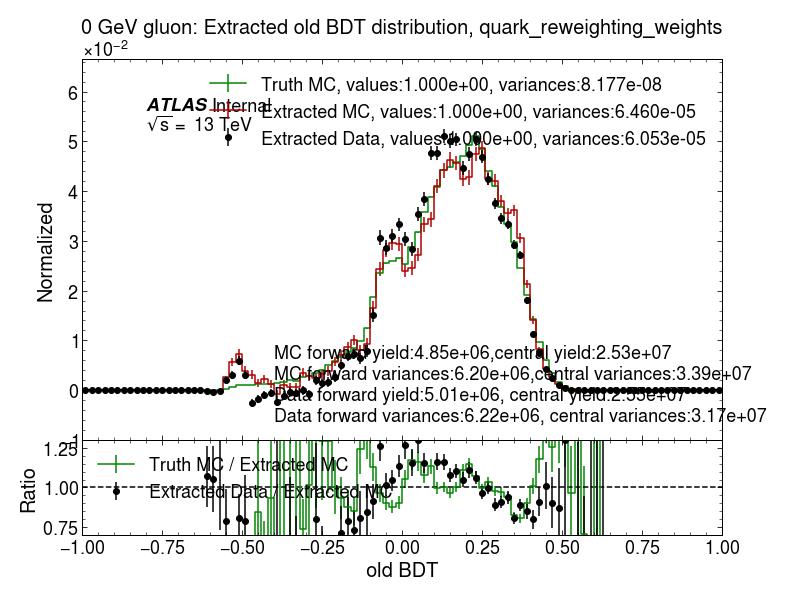 0 GeV gluon: Extracted old BDT distribution, quark_reweighting_weights
×10⁻²
Truth MC, values:1.000e+00, variances:8.177e-08
ATLAS Internal
Extracted MC, values:1.000e+00, variances:6.460e-05
√s = 13 TeV
Extracted Data, values:1.000e+00, variances:6.053e-05
6
5
4
3
2
1
0
Normalized
MC forward yield:4.85e+06,central yield:2.53e+07
MC forward variances:6.20e+06,central variances:3.39e+07
Data forward yield:5.01e+06,central yield:2.55e+07
Data forward variances:6.22e+06, central variances:3.17e+07
1.25
1.00
0.75
Ratio
Truth MC / Extracted MC
Extracted Data / Extracted MC
−1.00 −0.75 −0.50 −0.25 0.00 0.25 0.50 0.75 1.00
old BDT